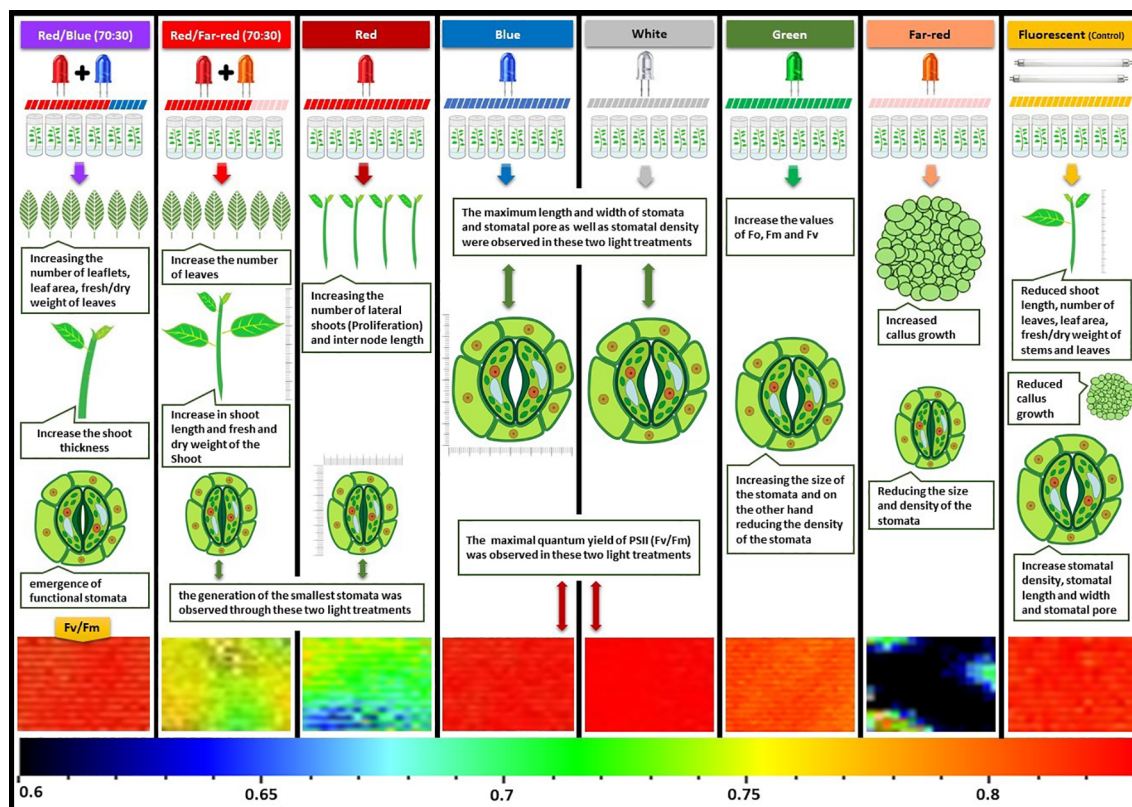 Red/Blue (70:30)
Red/Far-red (70:30)
Red
Blue
White
Green
Far-red
Fluorescent (Control)
Increasing the
number of leaflets,
leaf area, fresh/dry
weight of leaves
Increase the shoot
thickness
emergence of
functional stomata
Fv/Fm
Increase the number
of leaves
Increase in shoot
length and fresh and
dry weight of the
Shoot
Increasing the
number of lateral
shoots (Proliferation)
and inter node length
the generation of the smallest stomata was
observed through these two light treatments
The maximum length and width of stomata
and stomatal pore as well as stomatal density
were observed in these two light treatments
The maximal quantum yield of PSII (Fv/Fm)
was observed in these two light treatments
Increase the values
of Fo, Fm and Fv
Increasing the size of
the stomata and on
the other hand
reducing the density
of the stomata
Increased
callus growth
Reducing the size
and density of the
stomata
Reduced shoot
length, number of
leaves, leaf area,
fresh/dry weight of
stems and leaves
Reduced
callus
growth
Increase stomatal
density, stomatal
length and width
and stomatal pore
0.6
0.65
0.7
0.75
0.8